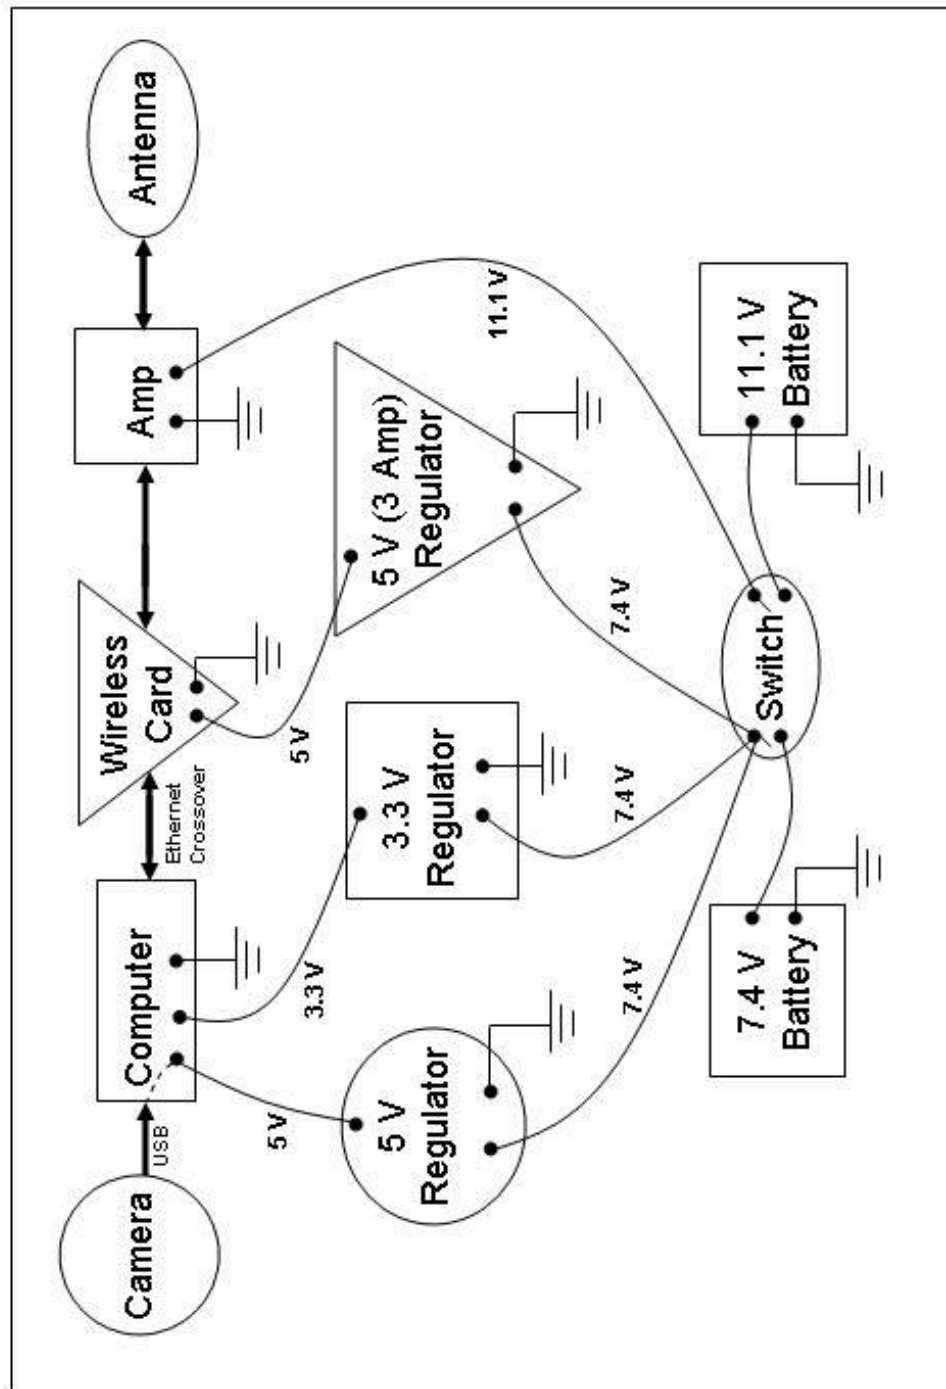 Camera
USB
Computer
Ethernet
Crossover
Wireless
Card
Amp
Antenna
5 V
3.3 V
5 V
11.1 V
5 V
Regulator
3.3 V
Regulator
5 V (3 Amp)
Regulator
7.4 V
7.4 V
7.4 V
Switch
7.4 V
Battery
11.1 V
Battery